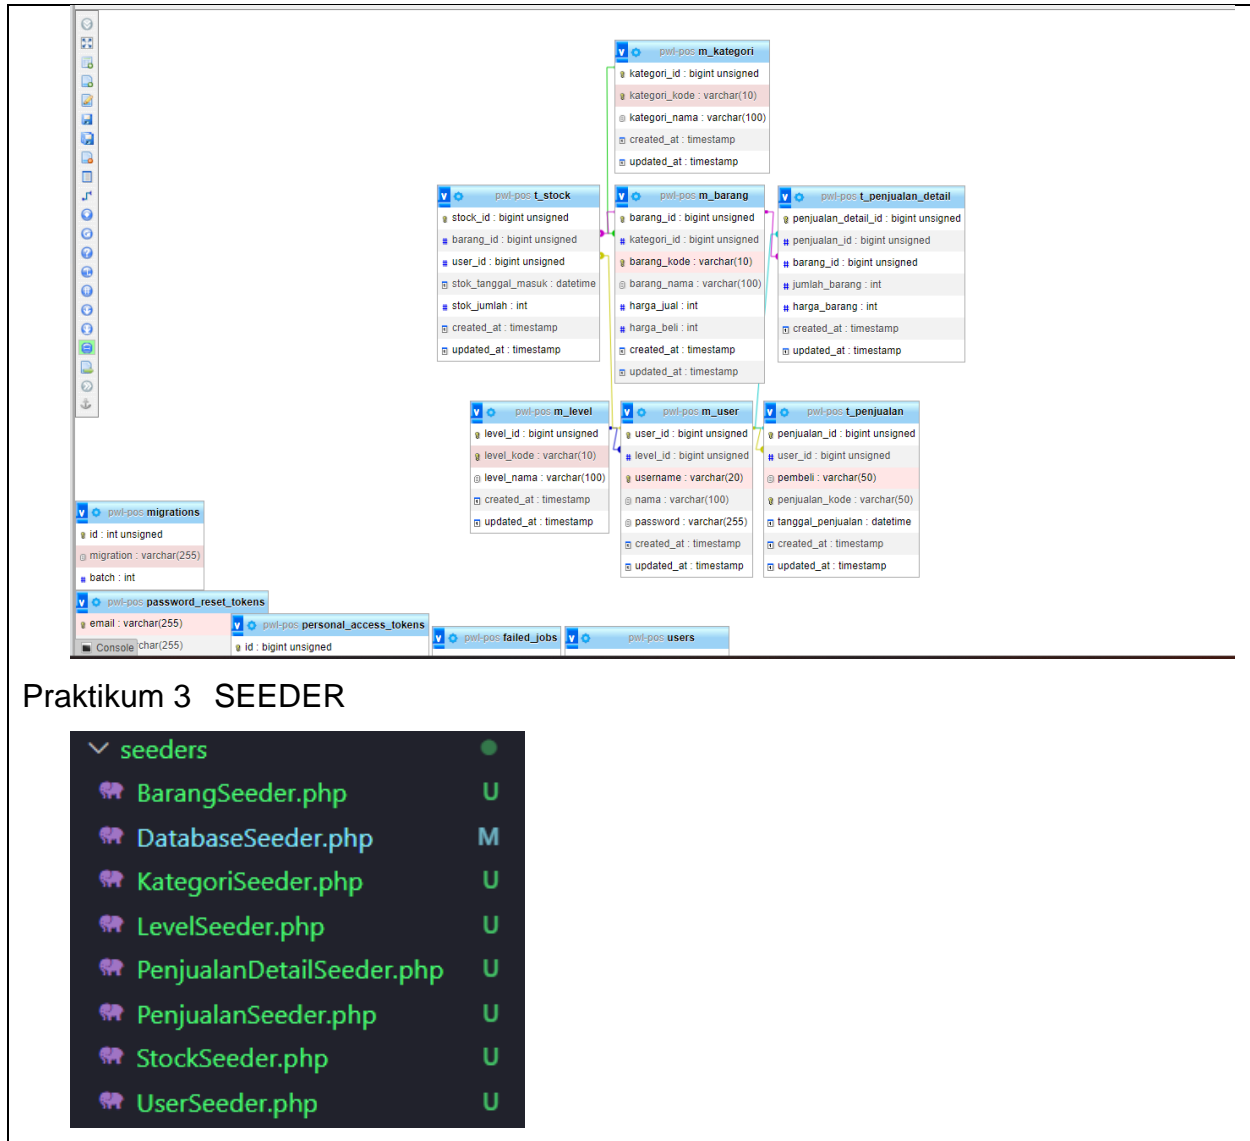 pwl-pos m_kategori
kategori_id : bigint unsigned
kategori_kode : varchar(10)
kategori_nama : varchar(100)
created_at : timestamp
updated_at : timestamp
pwl-pos t_stock
stock_id : bigint unsigned
barang_id : bigint unsigned
user_id : bigint unsigned
stok_tanggal_masuk : datetime
stok_jumlah : int
created_at : timestamp
updated_at : timestamp
pwl-pos m_barang
barang_id : bigint unsigned
kategori_id : bigint unsigned
barang_kode : varchar(10)
barang_nama : varchar(100)
harga_jual : int
harga_beli : int
created_at : timestamp
updated_at : timestamp
pwl-pos t_penjualan_detail
penjualan_detail_id : bigint unsigned
penjualan_id : bigint unsigned
barang_id : bigint unsigned
jumlah_barang : int
harga_barang : int
created_at : timestamp
updated_at : timestamp
pwl-pos m_level
level_id : bigint unsigned
level_kode : varchar(10)
level_nama : varchar(100)
created_at : timestamp
updated_at : timestamp
pwl-pos m_user
user_id : bigint unsigned
level_id : bigint unsigned
username : varchar(20)
nama : varchar(100)
password : varchar(255)
created_at : timestamp
updated_at : timestamp
pwl-pos t_penjualan
penjualan_id : bigint unsigned
user_id : bigint unsigned
pembeli : varchar(50)
penjualan_kode : varchar(50)
tanggal_penjualan : datetime
created_at : timestamp
updated_at : timestamp
pwl-pos migrations
id : int unsigned
migration : varchar(255)
batch : int
pwl-pos password_reset_tokens
email : varchar(255)
Console char(255)
pwl-pos personal_access_tokens
id : bigint unsigned
pwl-pos failed_jobs
pwl-pos users
Praktikum 3 SEEDER
seeders
BarangSeeder.php U
DatabaseSeeder.php M
KategoriSeeder.php U
LevelSeeder.php U
PenjualanDetailSeeder.php U
PenjualanSeeder.php U
StockSeeder.php U
UserSeeder.php U